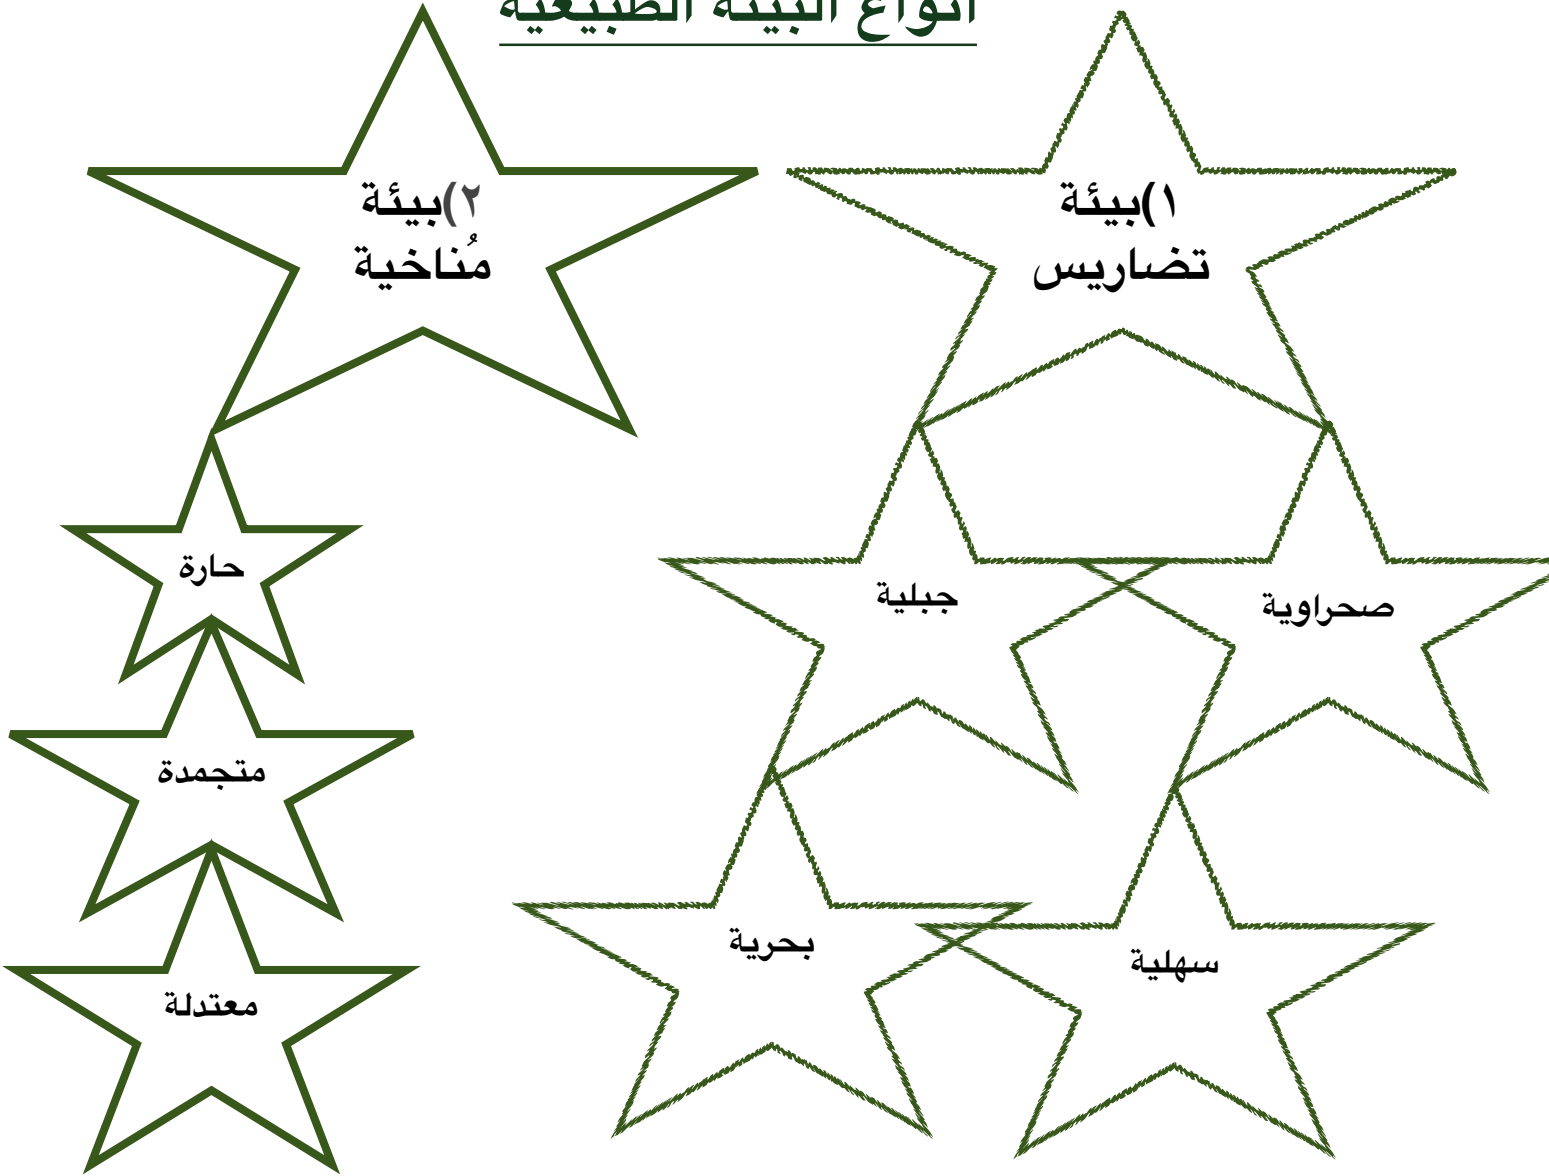 أنواع البيئة الطبيعية
١)بيئة
تضاريس
٢)بيئة
مُناخية
صحراوية
جبلية
سهلية
بحرية
حارة
متجمدة
معتدلة